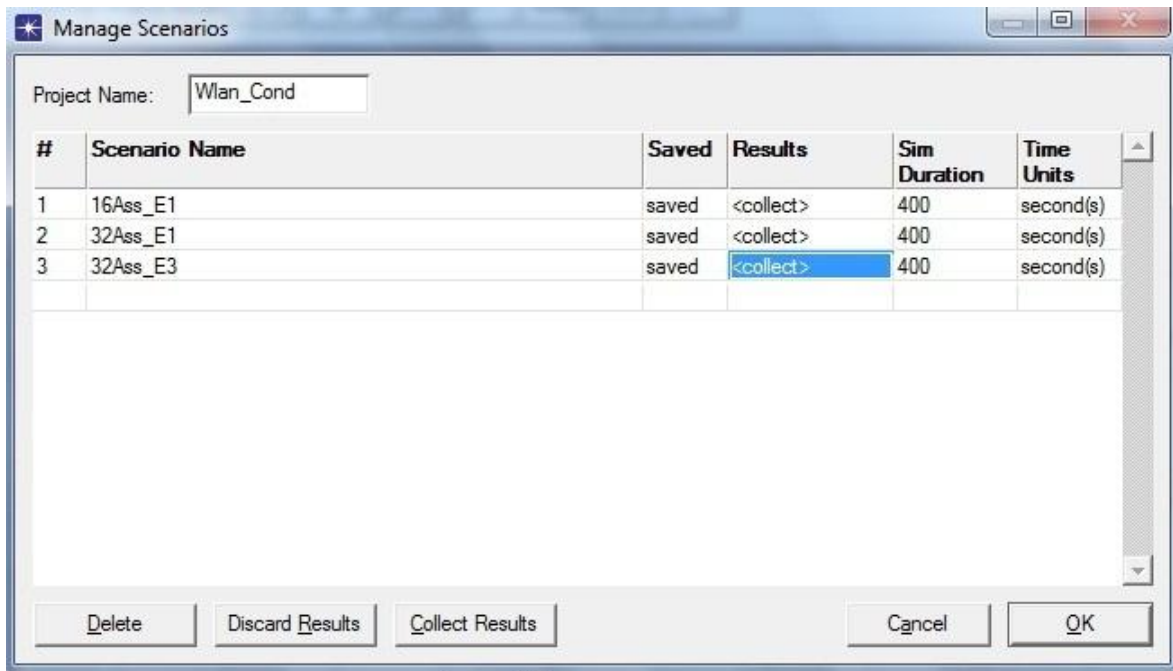 Manage Scenarios
Project Name: Wlan_Cond
# Scenario Name Saved Results Sim Duration Time Units
1 16Ass_E1 saved <collect> 400 second(s)
2 32Ass_E1 saved <collect> 400 second(s)
3 32Ass_E3 saved <collect> 400 second(s)
Delete Discard Results Collect Results Cancel OK